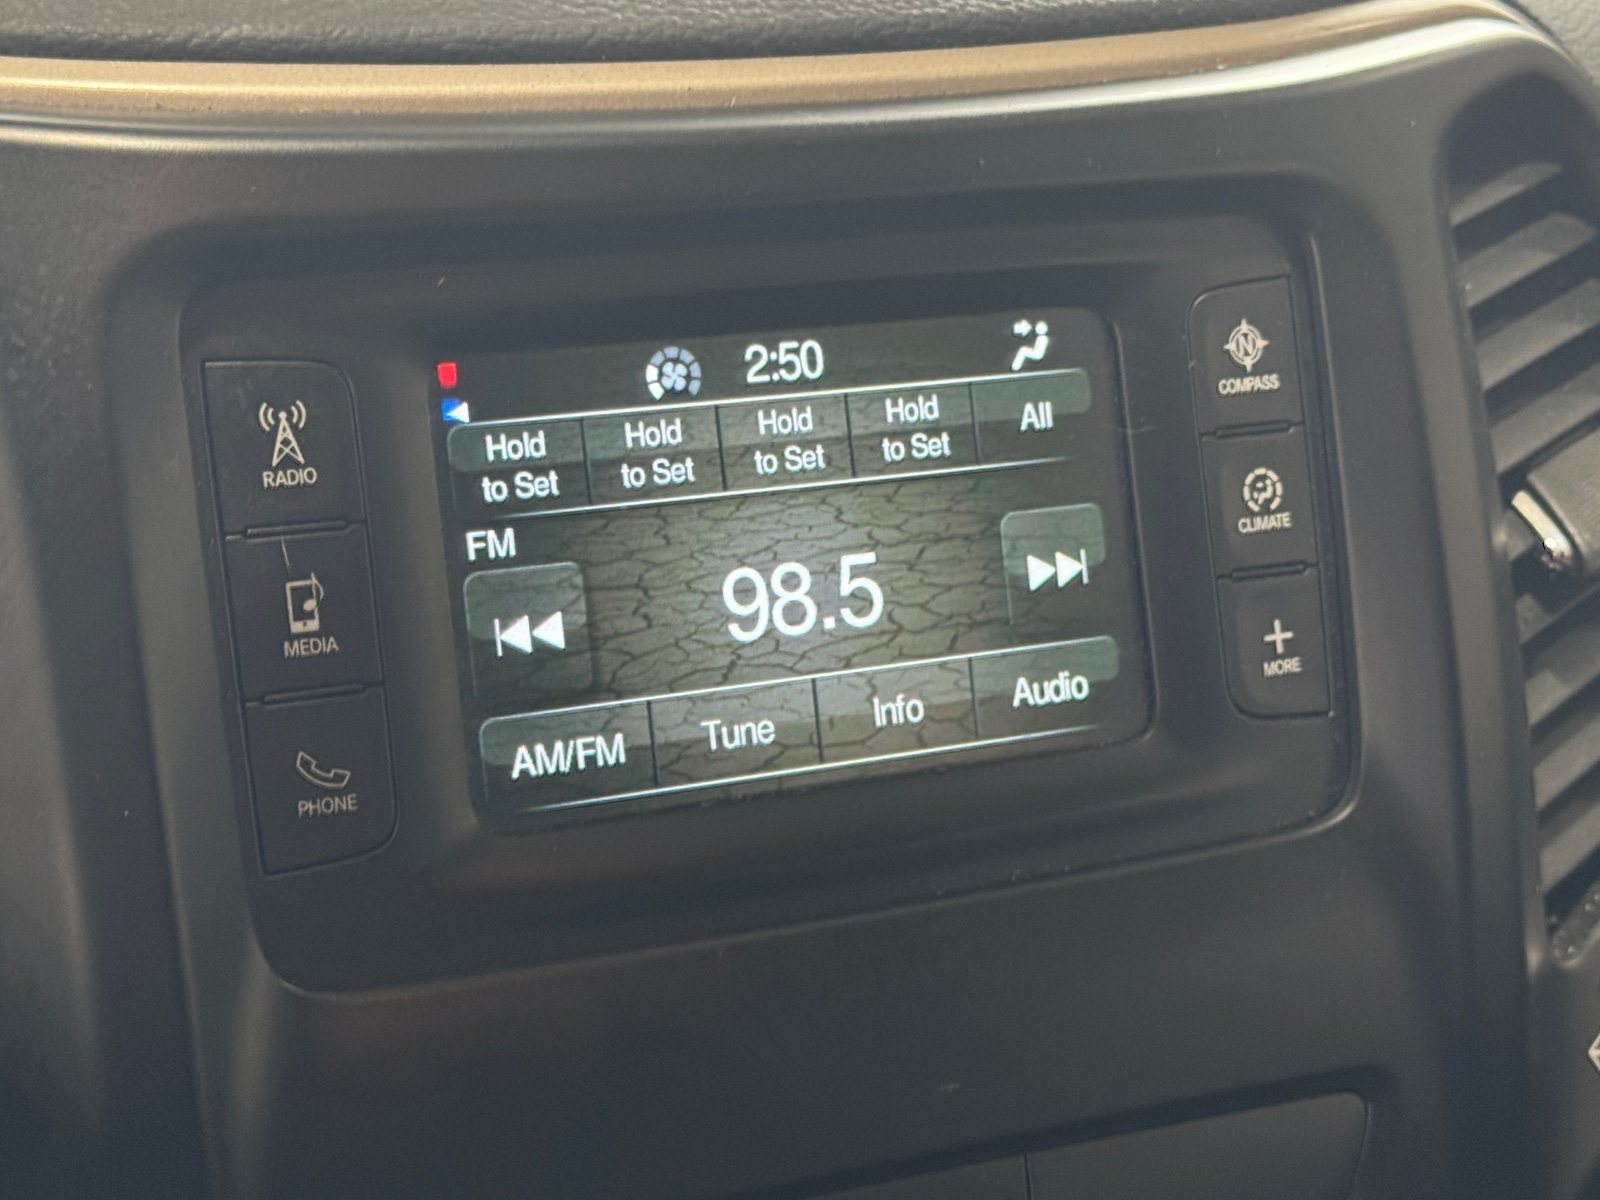 2:50
Hold
to Set
Hold
to Set
Hold
to Set
Hold
to Set
All
FM
98.5
AM/FM
Tune
Info
Audio
RADIO
MEDIA
PHONE
N
COMPASS
CLIMATE
MORE